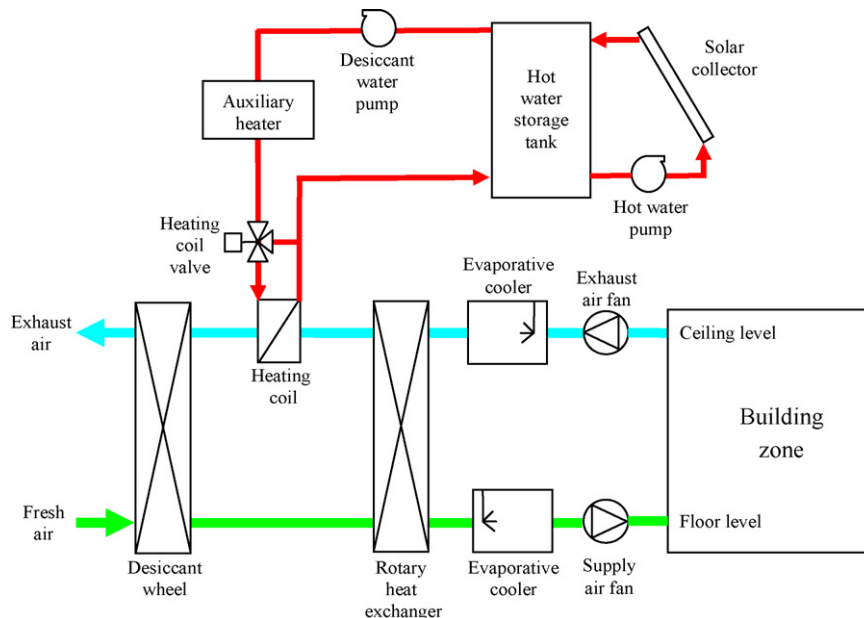 Desiccant
water
pump
Hot
water
storage
tank
Solar
collector
Auxiliary
heater
Hot water
pump
Heating
coil
valve
Evaporative
cooler
Exhaust
air fan
Exhaust
air
Heating
coil
Ceiling level
Building
zone
Fresh
air
Floor level
Desiccant
wheel
Rotary
heat
exchanger
Evaporative
cooler
Supply
air fan